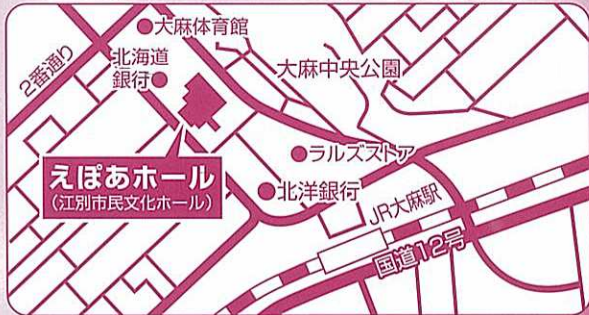 大麻体育館
2番通り
北海道
銀行
大麻中央公園
ラルズストア
えぽあホール
(江別市民文化ホール)
北洋銀行
JR大麻駅
国道12号